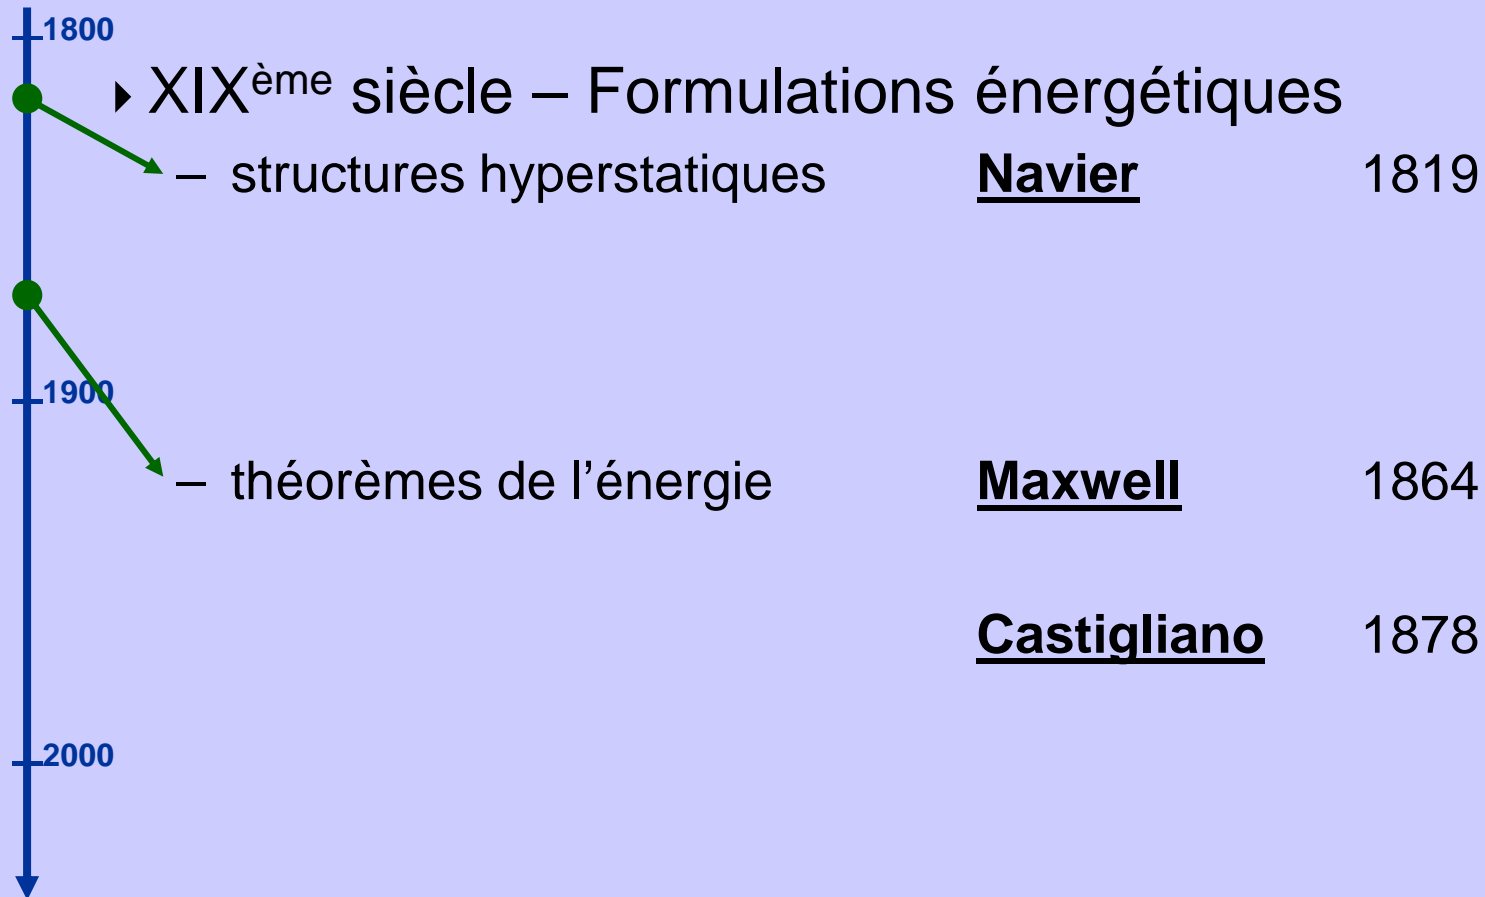 1800
XIXème siècle – Formulations énergétiques
– structures hyperstatiques Navier 1819
1900
– théorèmes de l’énergie Maxwell 1864
Castigliano 1878
2000